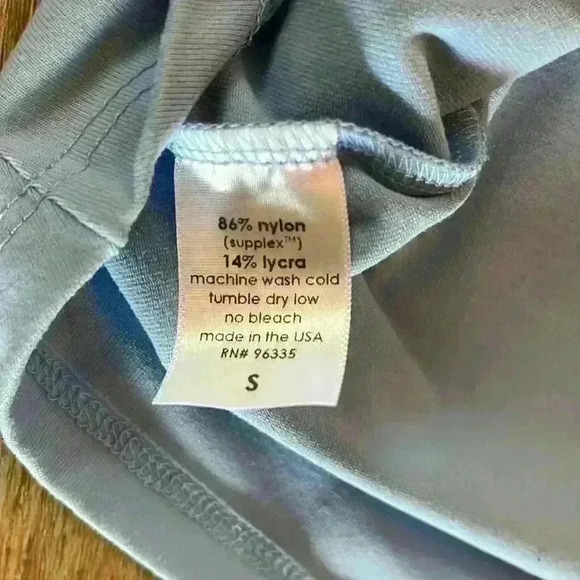 86% nylon
(supplex™)
14% lycra
machine wash cold
tumble dry low
no bleach
made in the USA
RN# 96335
S